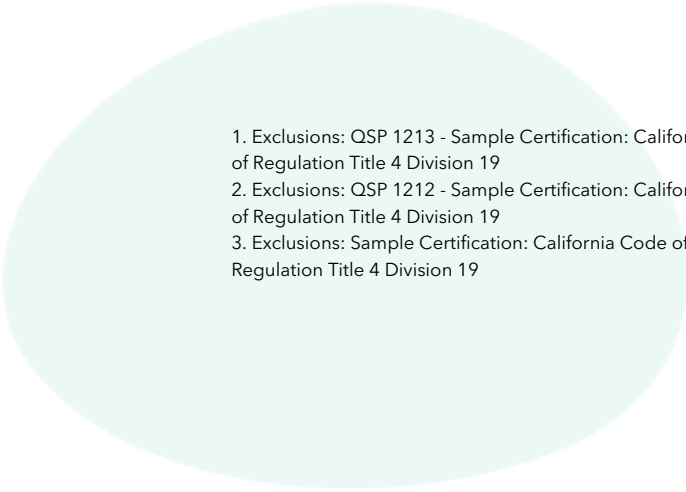 1. Exclusions: QSP 1213 - Sample Certification:
of Regulation Title 4 Division 19
2. Exclusions: QSP 1212 - Sample Certification:
of Regulation Title 4 Division 19
3. Exclusions: Sample Certification: California Code of
Regulation Title 4 Division 19